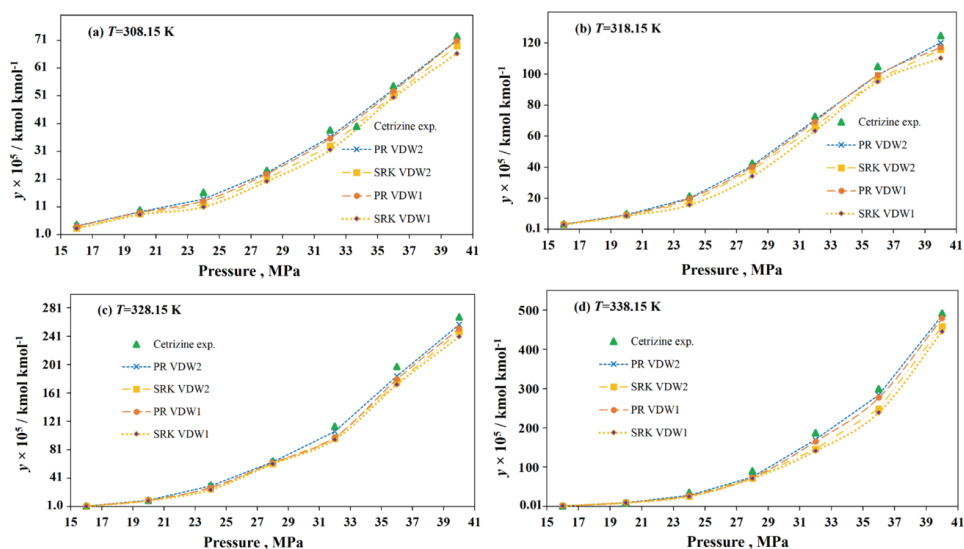 (a) T=308.15 K
71
61
51
41
31
21
11
1.0
15 17 19 21 23 25 27 29 31 33 35 37 39 41
y × 10⁵ / kmol kmol⁻¹
Pressure , MPa
Cetrizine exp.
PR VDW2
SRK VDW2
PR VDW1
SRK VDW1
(b) T=318.15 K
120
100
80
60
40
20
0.1
15 17 19 21 23 25 27 29 31 33 35 37 39 41
y × 10⁵ / kmol kmol⁻¹
Pressure , MPa
Cetrizine exp.
PR VDW2
SRK VDW2
PR VDW1
SRK VDW1
(c) T=328.15 K
281
241
201
161
121
81
41
1.0
15 17 19 21 23 25 27 29 31 33 35 37 39 41
y × 10⁵ / kmol kmol⁻¹
Pressure , MPa
Cetrizine exp.
PR VDW2
SRK VDW2
PR VDW1
SRK VDW1
(d) T=338.15 K
500
400
300
200
100
0.01
15 17 19 21 23 25 27 29 31 33 35 37 39 41
y × 10⁵ / kmol kmol⁻¹
Pressure , MPa
Cetrizine exp.
PR VDW2
SRK VDW2
PR VDW1
SRK VDW1